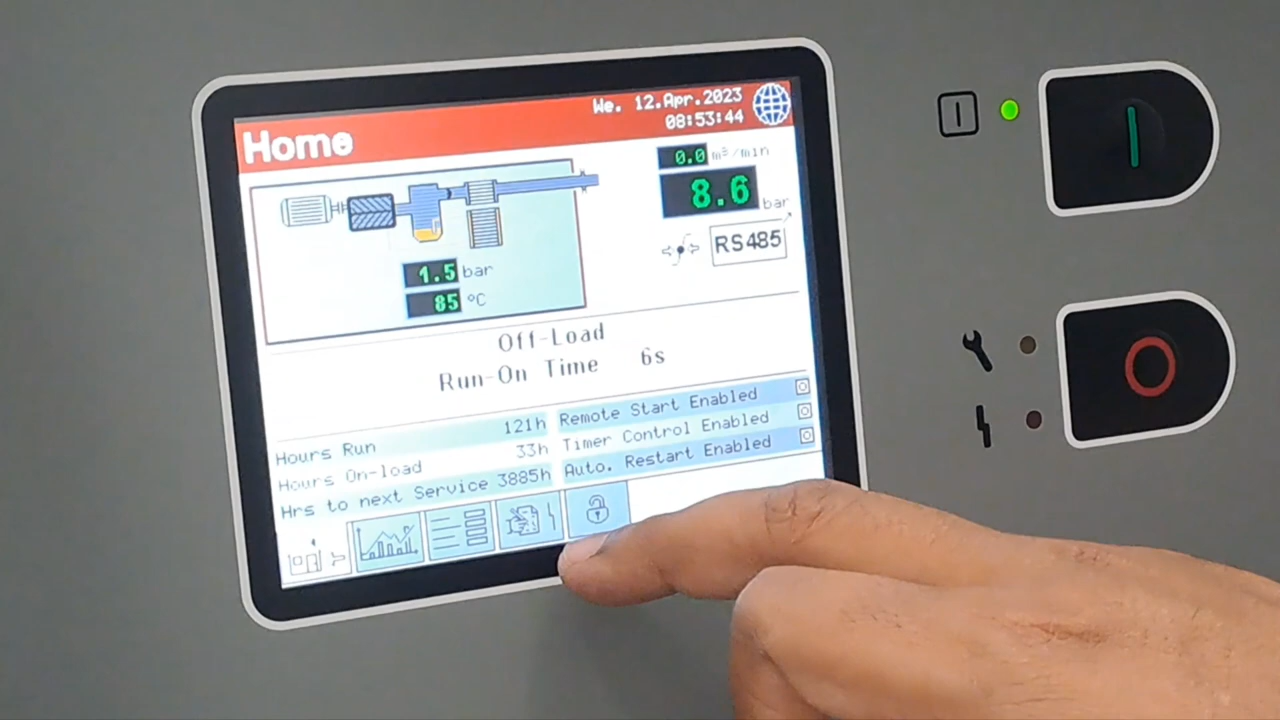 Home
We. 12.Apr.2023
08:53:44
0.0 m³/min
8.6 bar
RS485
1.5 bar
85 °C
Off-Load
Run-On Time 6s
Hours Run 121h
Hours On-load 33h
Hrs to next Service 3885h
Remote Start Enabled
Timer Control Enabled
Auto. Restart Enabled